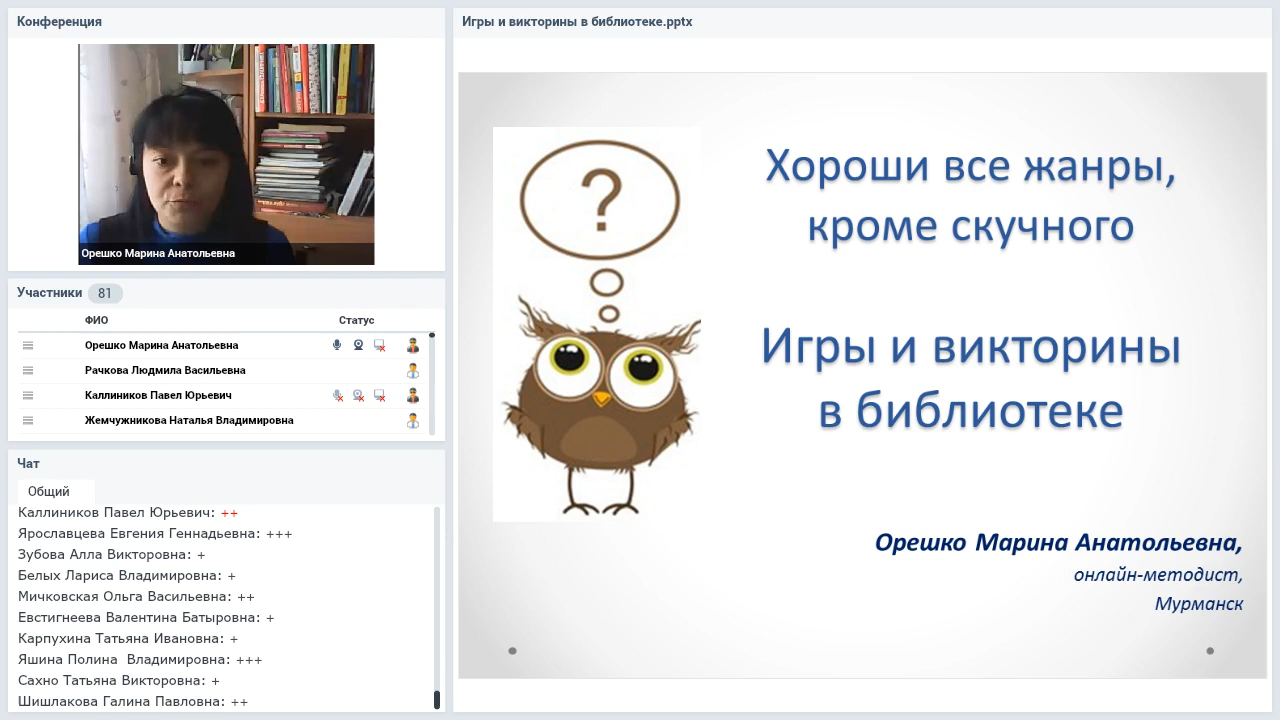 Конференция
Орешко Марина Анатольевна
Участники 81
ФИО Статус
Орешко Марина Анатольевна
Рачкова Людмила Васильевна
Каллиников Павел Юрьевич
Жемчужникова Наталья Владимировна
Чат
Общий
Каллиников Павел Юрьевич: ++
Ярославцева Евгения Геннадьевна: +++
Зубова Алла Викторовна: +
Белых Лариса Владимировна: +
Мичковская Ольга Васильевна: ++
Евстигнеева Валентина Батыровна: +
Карпухина Татьяна Ивановна: +
Яшина Полина  Владимировна: +++
Сахно Татьяна Викторовна: +
Шишлакова Галина Павловна: ++
Игры и викторины в библиотеке.pptx
?
Хороши все жанры,
кроме скучного
Игры и викторины
в библиотеке
Орешко Марина Анатольевна,
онлайн-методист,
Мурманск